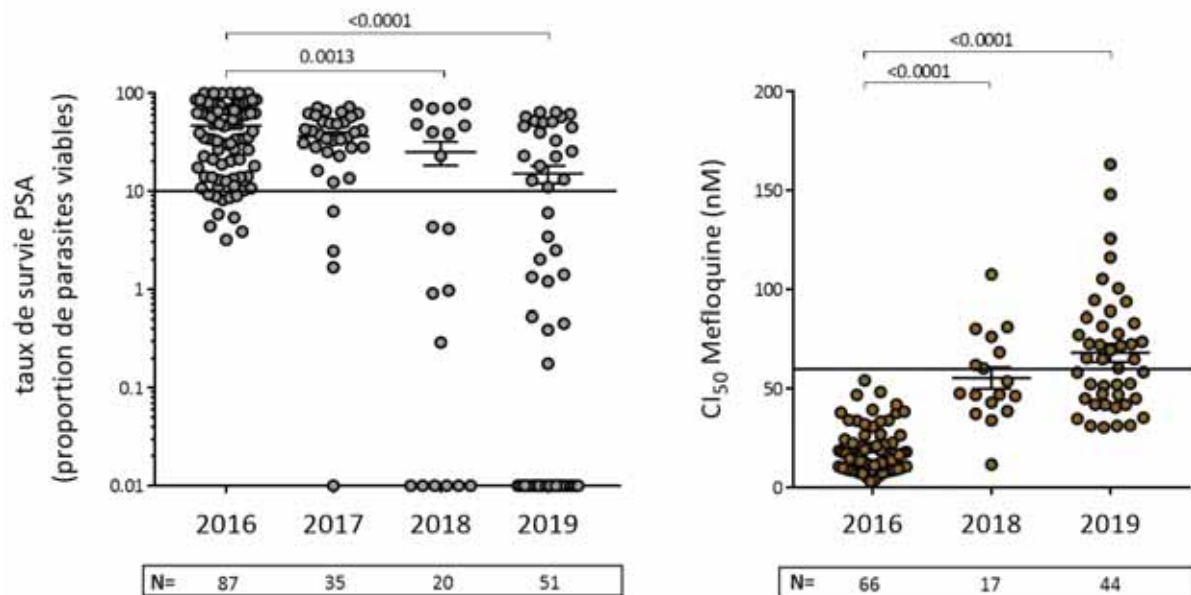 <0.0001
0.0013
100
10
1
0.1
0.01
taux de survie PSA
(proportion de parasites viables)
2016 2017 2018 2019
N= 87 35 20 51
<0.0001
<0.0001
200
150
100
50
0
CI50 Mefloquine (nM)
2016 2018 2019
N= 66 17 44